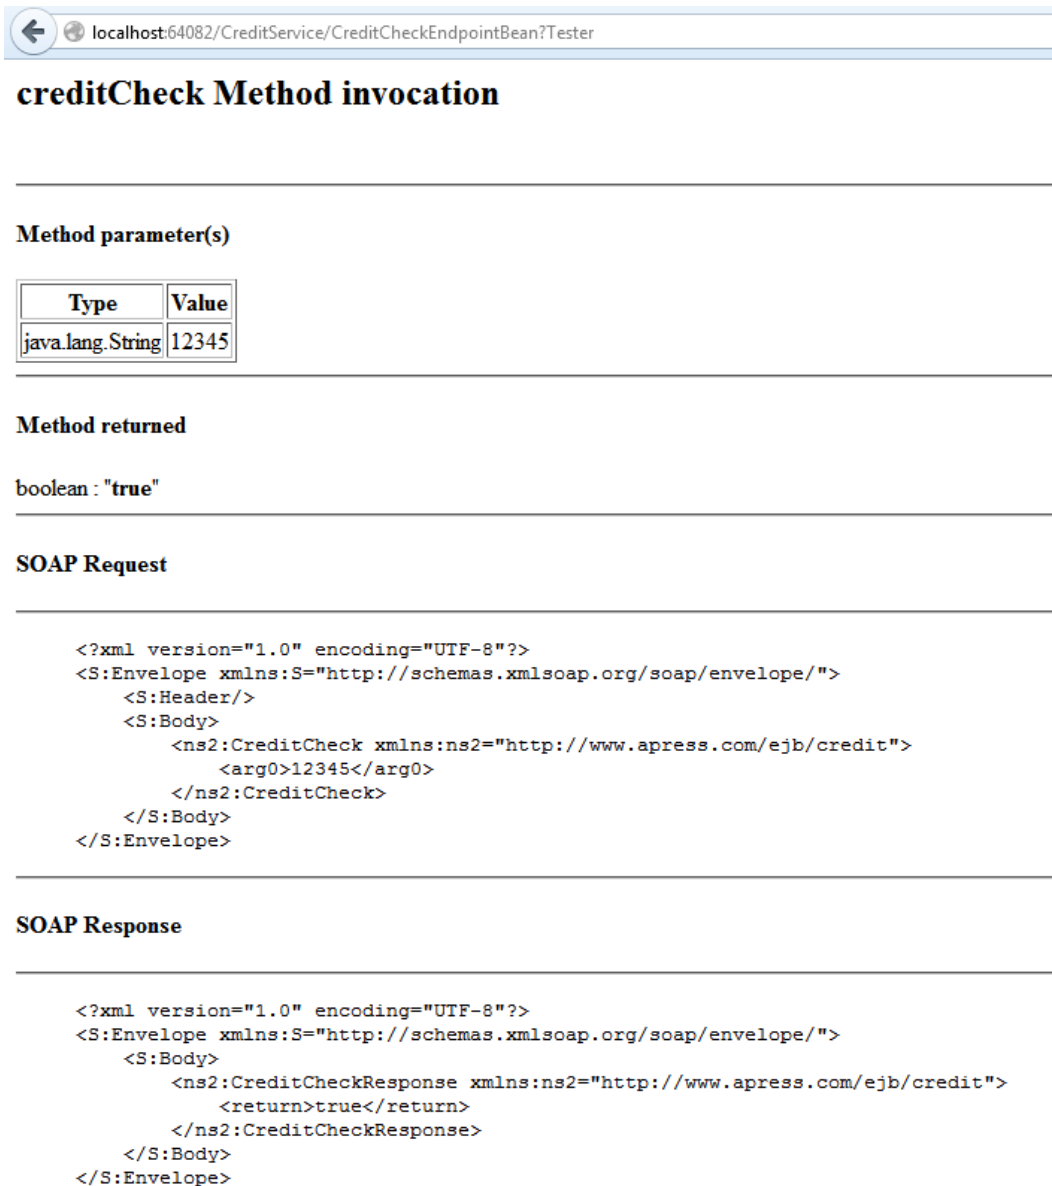 localhost:64082/CreditService/CreditCheckEndpointBean?Tester
creditCheck Method invocation
Method parameter(s)
Type Value
java.lang.String 12345
Method returned
boolean : "true"
SOAP Request
<?xml version="1.0" encoding="UTF-8"?>
<S:Envelope xmlns:S="http://schemas.xmlsoap.org/soap/envelope/">
    <S:Header/>
    <S:Body>
        <ns2:CreditCheck xmlns:ns2="http://www.apress.com/ejb/credit">
            <arg0>12345</arg0>
        </ns2:CreditCheck>
    </S:Body>
</S:Envelope>
SOAP Response
<?xml version="1.0" encoding="UTF-8"?>
<S:Envelope xmlns:S="http://schemas.xmlsoap.org/soap/envelope/">
    <S:Body>
        <ns2:CreditCheckResponse xmlns:ns2="http://www.apress.com/ejb/credit">
            <return>true</return>
        </ns2:CreditCheckResponse>
    </S:Body>
</S:Envelope>